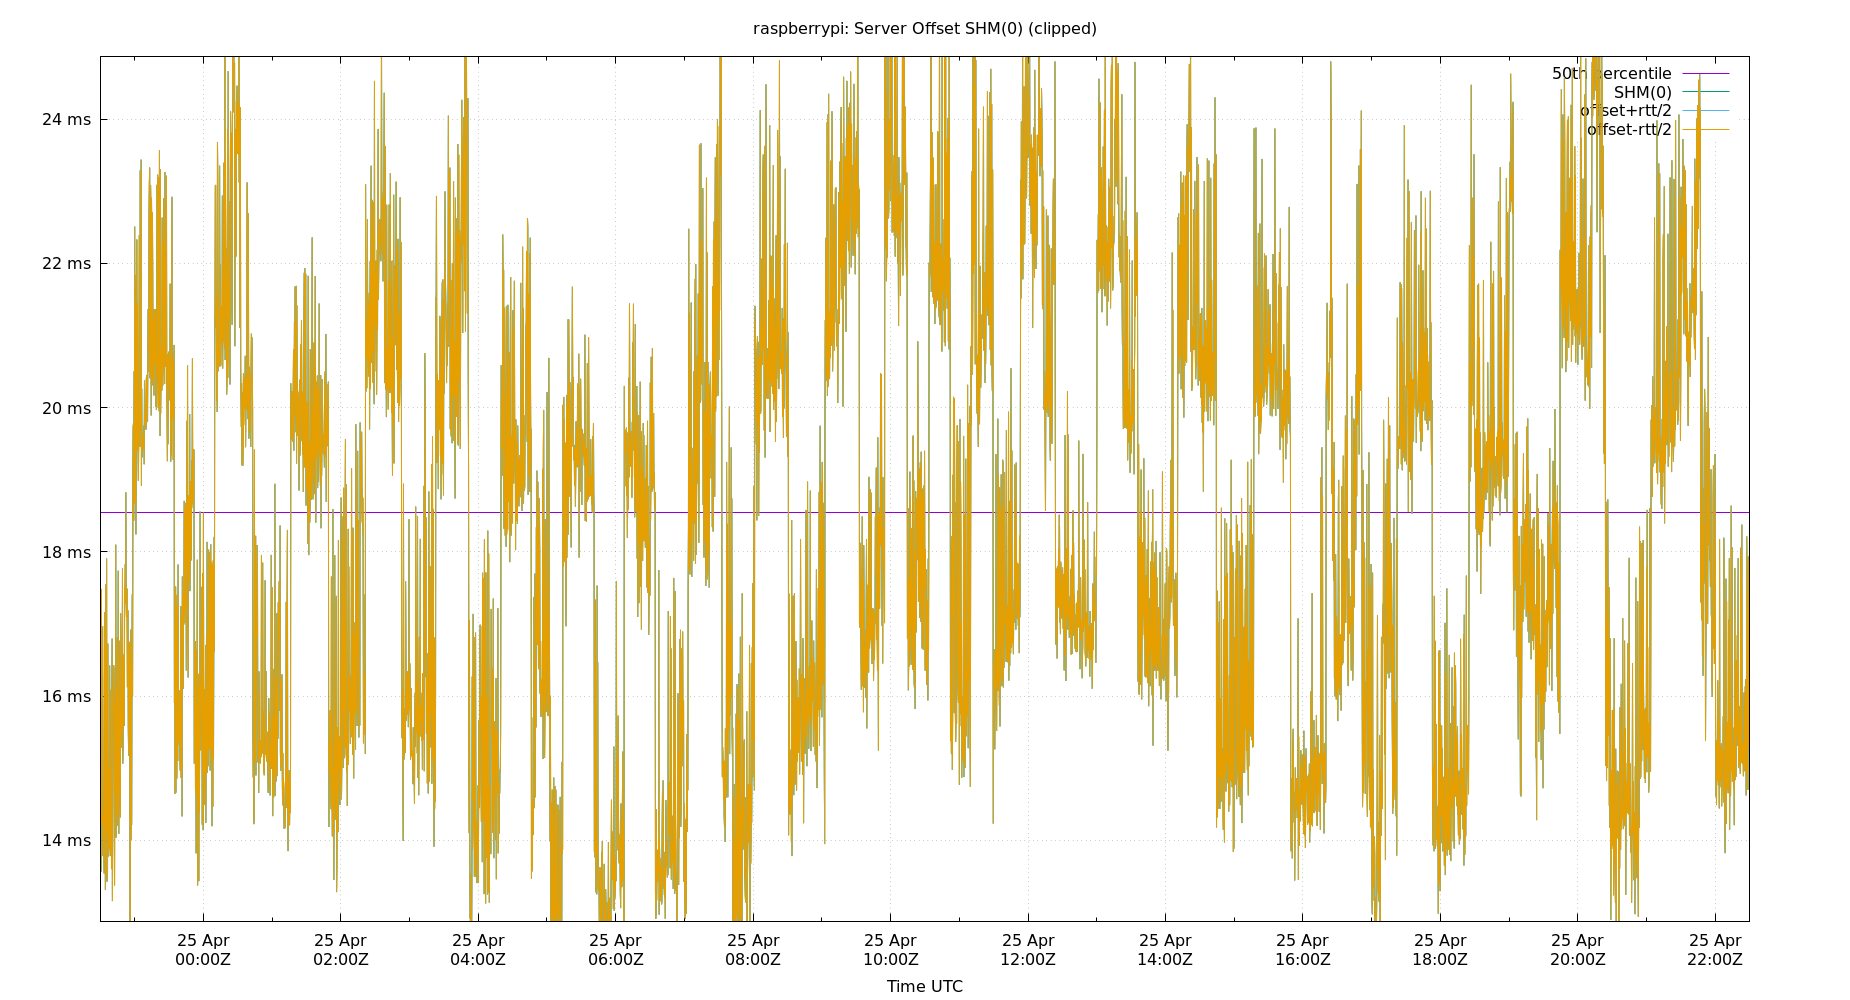 raspberrypi: Server Offset SHM(0) (clipped)
50th percentile
SHM(0)
offset+rtt/2
offset-rtt/2
24 ms
22 ms
20 ms
18 ms
16 ms
14 ms
25 Apr 25 Apr 25 Apr 25 Apr 25 Apr 25 Apr 25 Apr 25 Apr 25 Apr 25 Apr 25 Apr 25 Apr
00:00Z 02:00Z 04:00Z 06:00Z 08:00Z 10:00Z 12:00Z 14:00Z 16:00Z 18:00Z 20:00Z 22:00Z
Time UTC